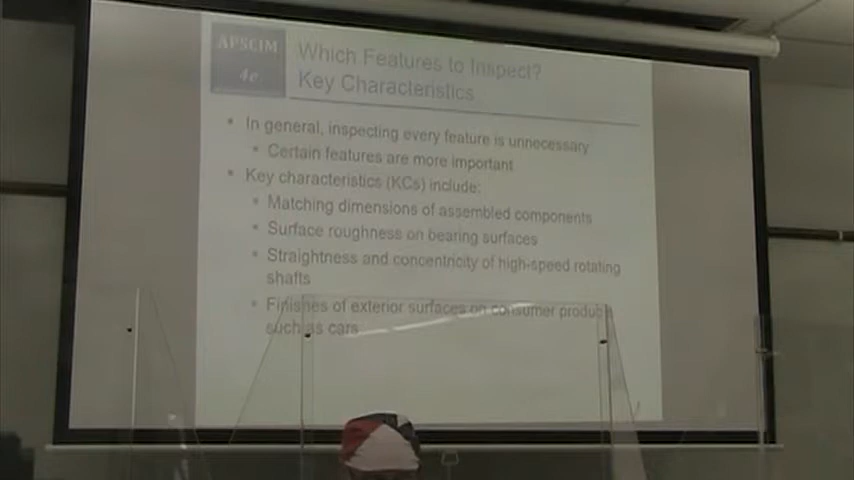 APSCIM
4e
Which Features to Inspect?
Key Characteristics
• In general, inspecting every feature is unnecessary
• Certain features are more important
• Key characteristics (KCs) include:
• Matching dimensions of assembled components
• Surface roughness on bearing surfaces
• Straightness and concentricity of high-speed rotating
shafts
• Finishes of exterior surfaces on consumer products
such as cars